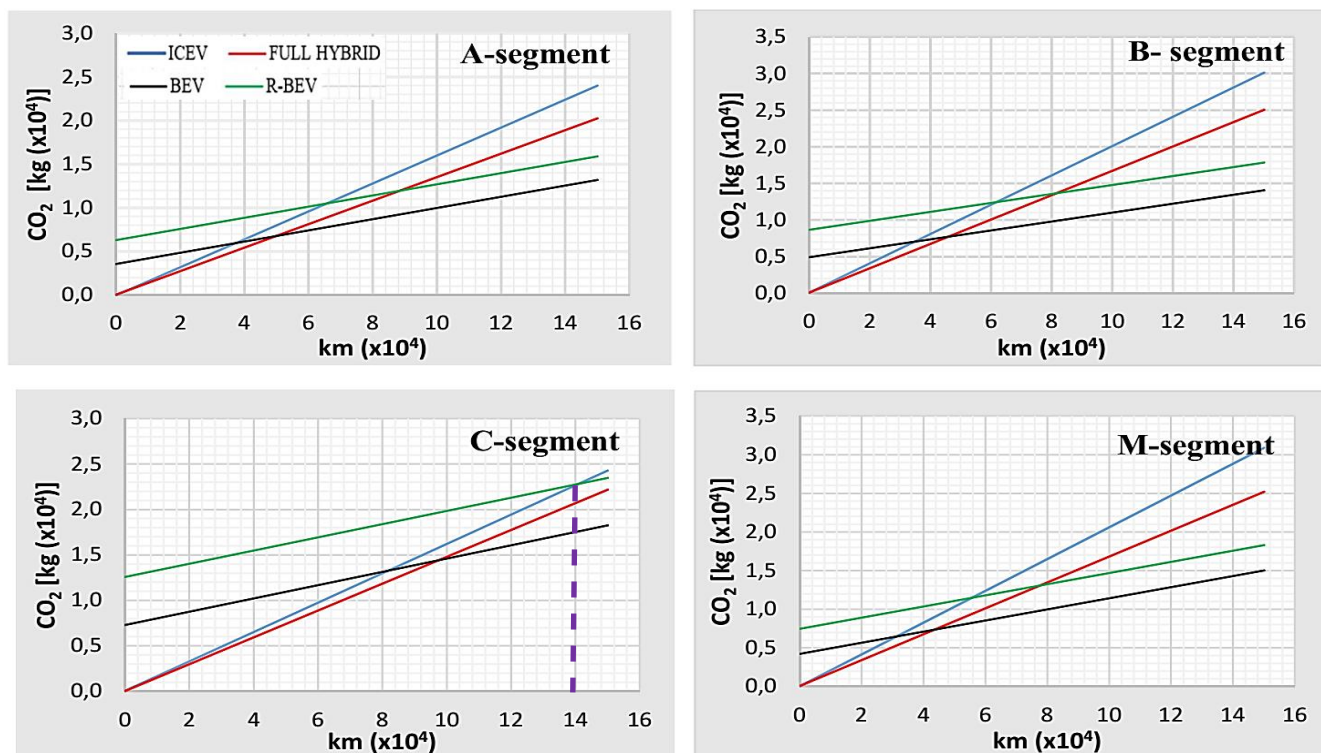 A-segment
ICEV FULL HYBRID
BEV R-BEV
CO₂ [kg (x10⁴)]
3,0
2,5
2,0
1,5
1,0
0,5
0,0
0 2 4 6 8 10 12 14 16
km (x10⁴)
B- segment
CO₂ [kg (x10⁴)]
3,5
3,0
2,5
2,0
1,5
1,0
0,5
0,0
0 2 4 6 8 10 12 14 16
km (x10⁴)
C-segment
CO₂ [kg (x10⁴)]
3,0
2,5
2,0
1,5
1,0
0,5
0,0
0 2 4 6 8 10 12 14 16
km (x10⁴)
M-segment
CO₂ [kg (x10⁴)]
3,5
3,0
2,5
2,0
1,5
1,0
0,5
0,0
0 2 4 6 8 10 12 14 16
km (x10⁴)